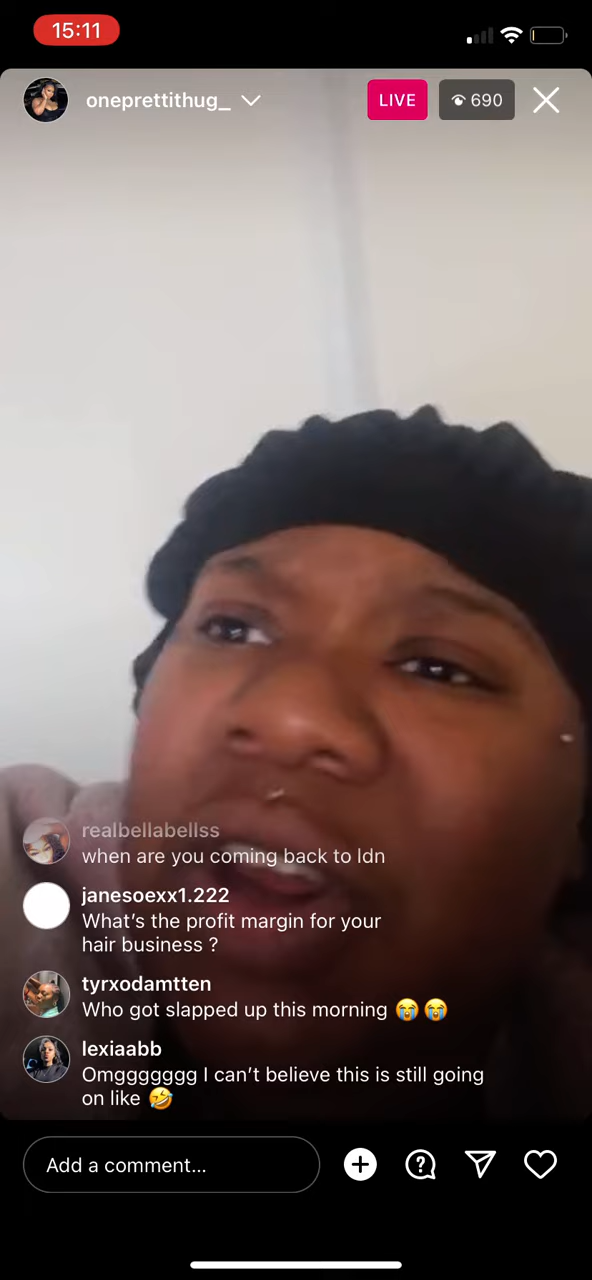 15:11
oneprettithug_
LIVE
690
realbellabellss
when are you coming back to ldn
janesoexx1.222
What's the profit margin for your
hair business ?
tyrxodamtten
Who got slapped up this morning 😭 😭
lexiaabb
Omggggggg I can't believe this is still going
on like 🤣
Add a comment...